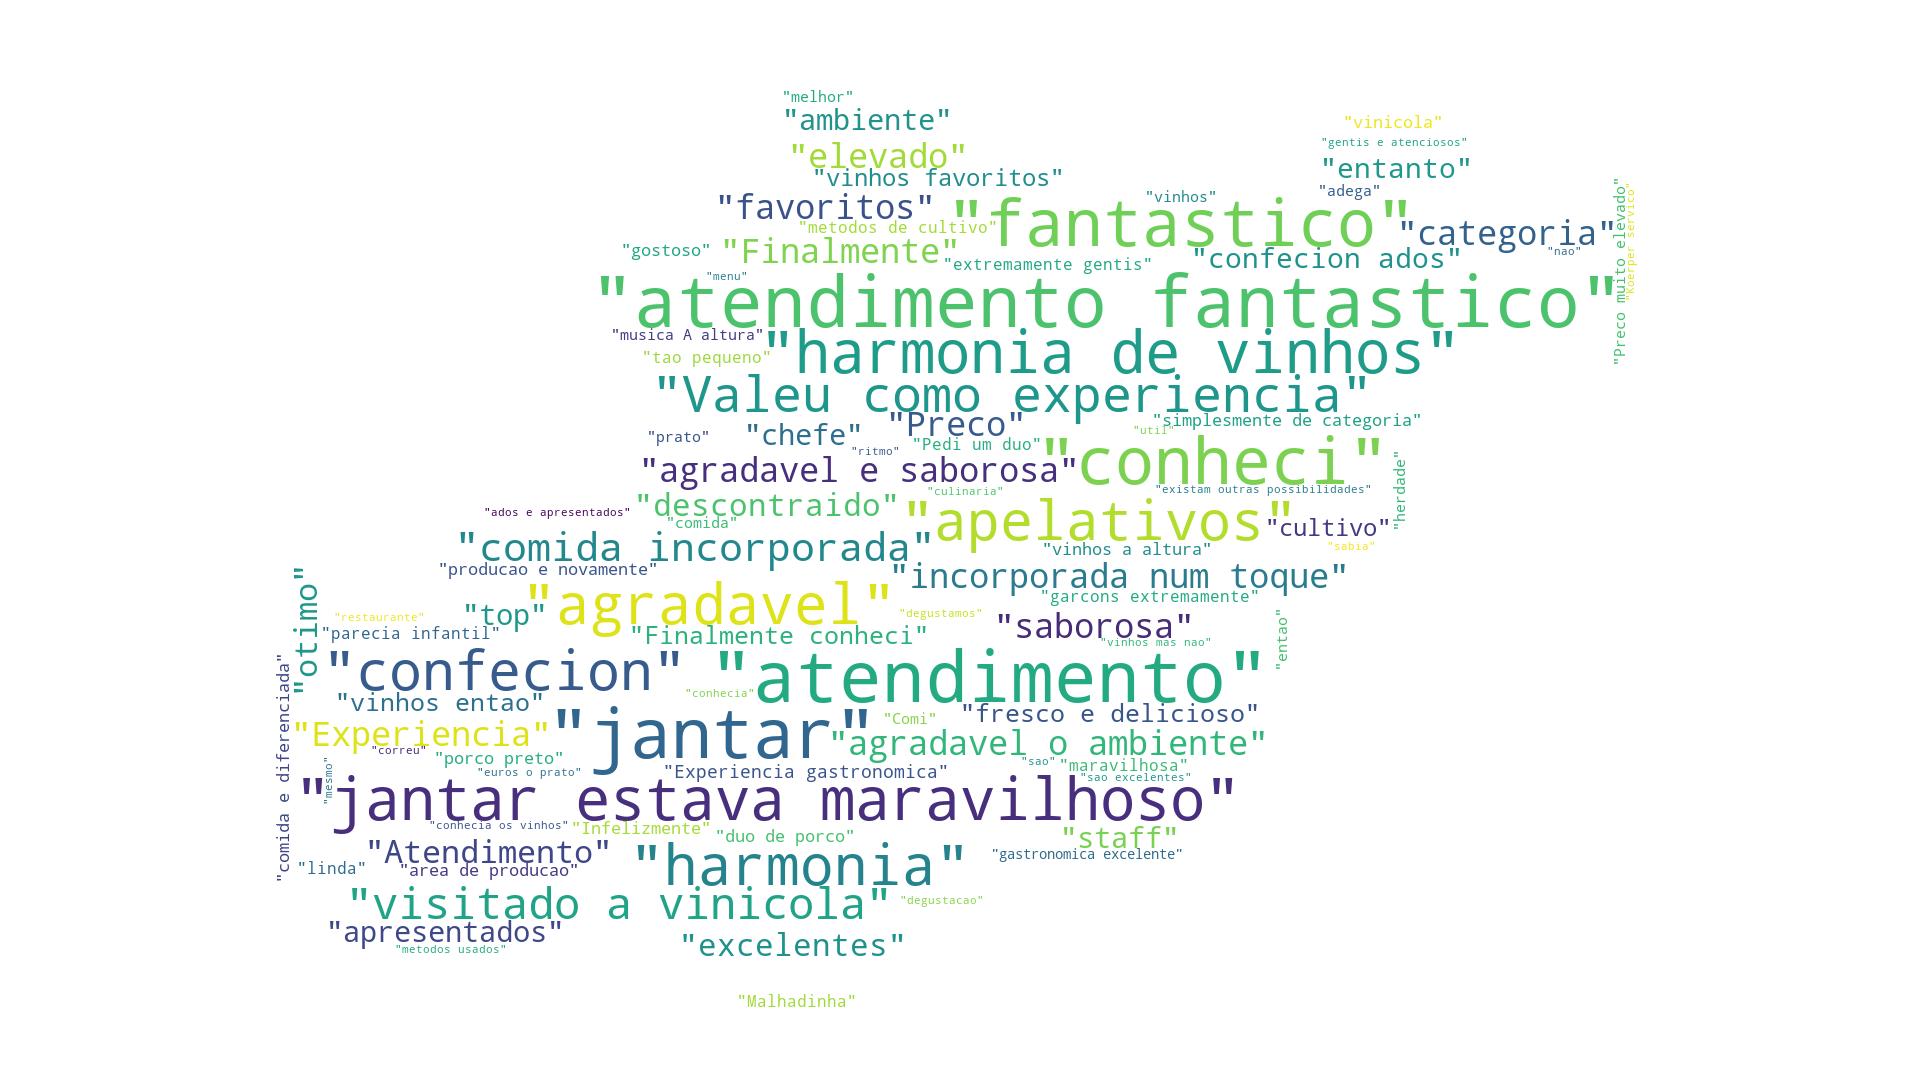 "melhor"
"ambiente"
"vinicola"
"gentis e atenciosos"
"elevado"
"entanto"
"vinhos favoritos"
"adega"
"vinhos"
"favoritos"
"fantastico"
"metodos de cultivo"
"categoria"
"Preco muito elevado"
"Koerper servico"
"gostoso"
"Finalmente"
"nao"
"extremamente gentis"
"confecion ados"
"menu"
"atendimento fantastico"
"musica A altura"
"harmonia de vinhos"
"tao pequeno"
"Valeu como experiencia"
"Preco"
"simplesmente de categoria"
"util"
"prato"
"chefe"
"Pedi um duo"
"ritmo"
"conheci"
"agradavel e saborosa"
"herdade"
"culinaria"
"existam outras possibilidades"
"descontraido"
"ados e apresentados"
"comida"
"apelativos"
"cultivo"
"comida incorporada"
"vinhos a altura"
"sabia"
"producao e novamente"
"incorporada num toque"
"otimo"
"garcons extremamente"
"agradavel"
"restaurante"
"top"
"degustamos"
"parecia infantil"
"Finalmente conheci"
"saborosa"
"vinhos mas nao"
"entao"
"confecion"
"atendimento"
"comida e diferenciada"
"conhecia"
"vinhos entao"
"Experiencia"
"jantar"
"Comi"
"fresco e delicioso"
"correu"
"porco preto"
"agradavel o ambiente"
"mesmo"
"euros o prato"
"Experiencia gastronomica"
"sao"
"maravilhosa"
"sao excelentes"
"jantar estava maravilhoso"
"conhecia os vinhos"
"Infelizmente"
"duo de porco"
"staff"
"Atendimento"
"linda"
"area de producao"
"harmonia"
"gastronomica excelente"
"visitado a vinicola"
"degustacao"
"apresentados"
"metodos usados"
"excelentes"
"Malhadinha"